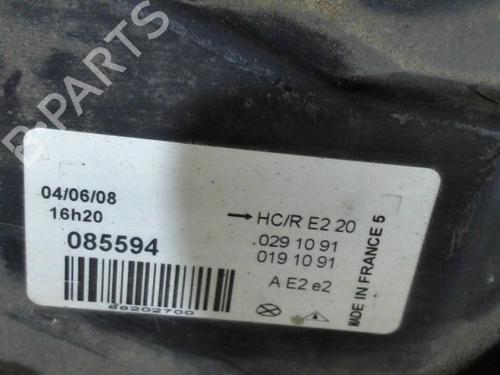 B-PARTS
04/06/08
16h20
085594
88202700
→ HC/R E2 20
.029 10 91
019 10 91
A E2 e2
MADE IN FRANCE 5